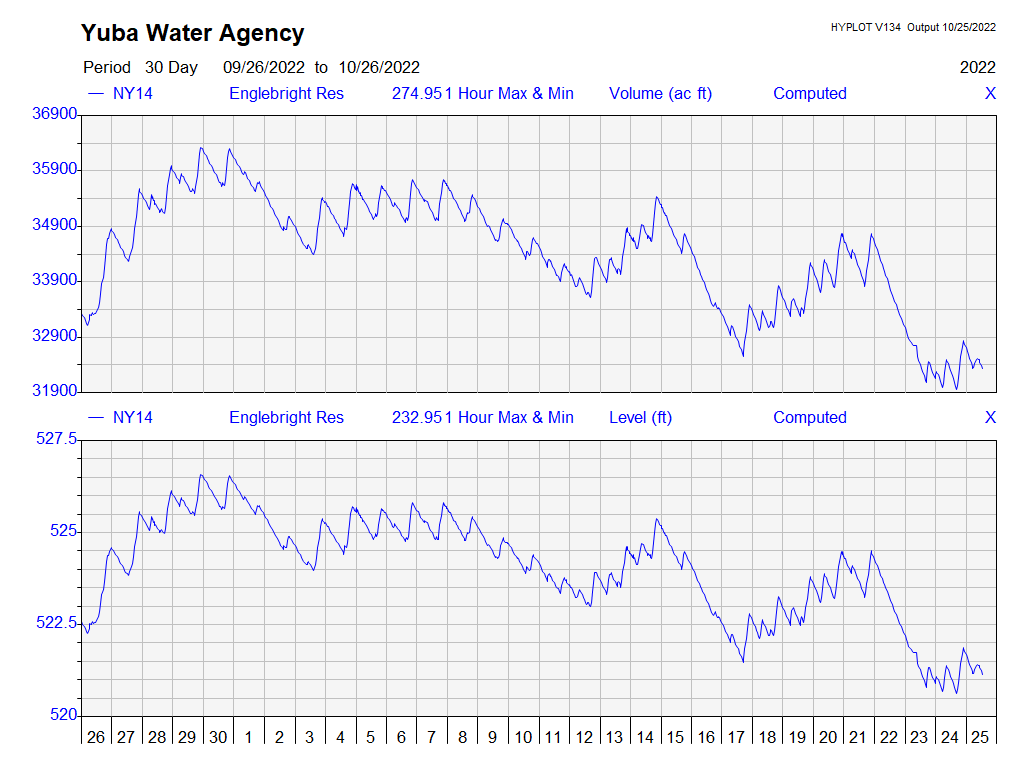 Yuba Water Agency
HYPLOT V134 Output 10/25/2022
Period 30 Day 09/26/2022 to 10/26/2022 2022
— NY14 Englebright Res 274.951 Hour Max & Min Volume (ac ft) Computed X
36900
35900
34900
33900
32900
31900
— NY14 Englebright Res 232.951 Hour Max & Min Level (ft) Computed X
527.5
525
522.5
520
26 27 28 29 30 1 2 3 4 5 6 7 8 9 10 11 12 13 14 15 16 17 18 19 20 21 22 23 24 25